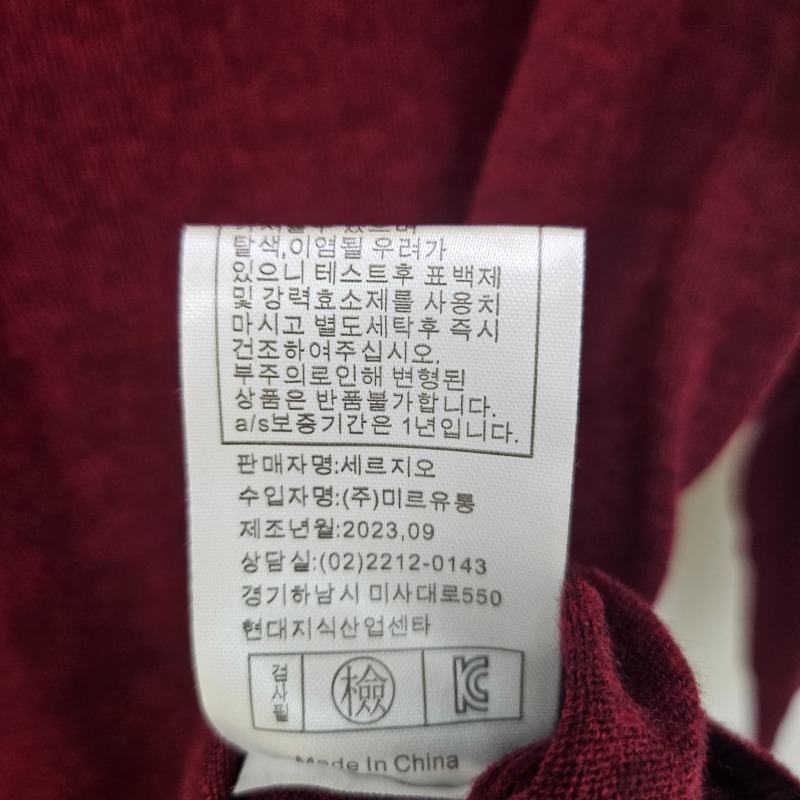 탈색,이염될 우려가
있으니 테스트후 표백제
및 강력효소제를 사용치
마시고 별도세탁후 즉시
건조하여주십시오.
부주의로인해 변형된
상품은 반품불가합니다.
a/s보증기간은 1년입니다.
판매자명:세르지오
수입자명:(주)미르유통
제조년월:2023,09
상담실:(02)2212-0143
경기하남시 미사대로550
현대지식산업센타
검사필 檢 KC
Made In China